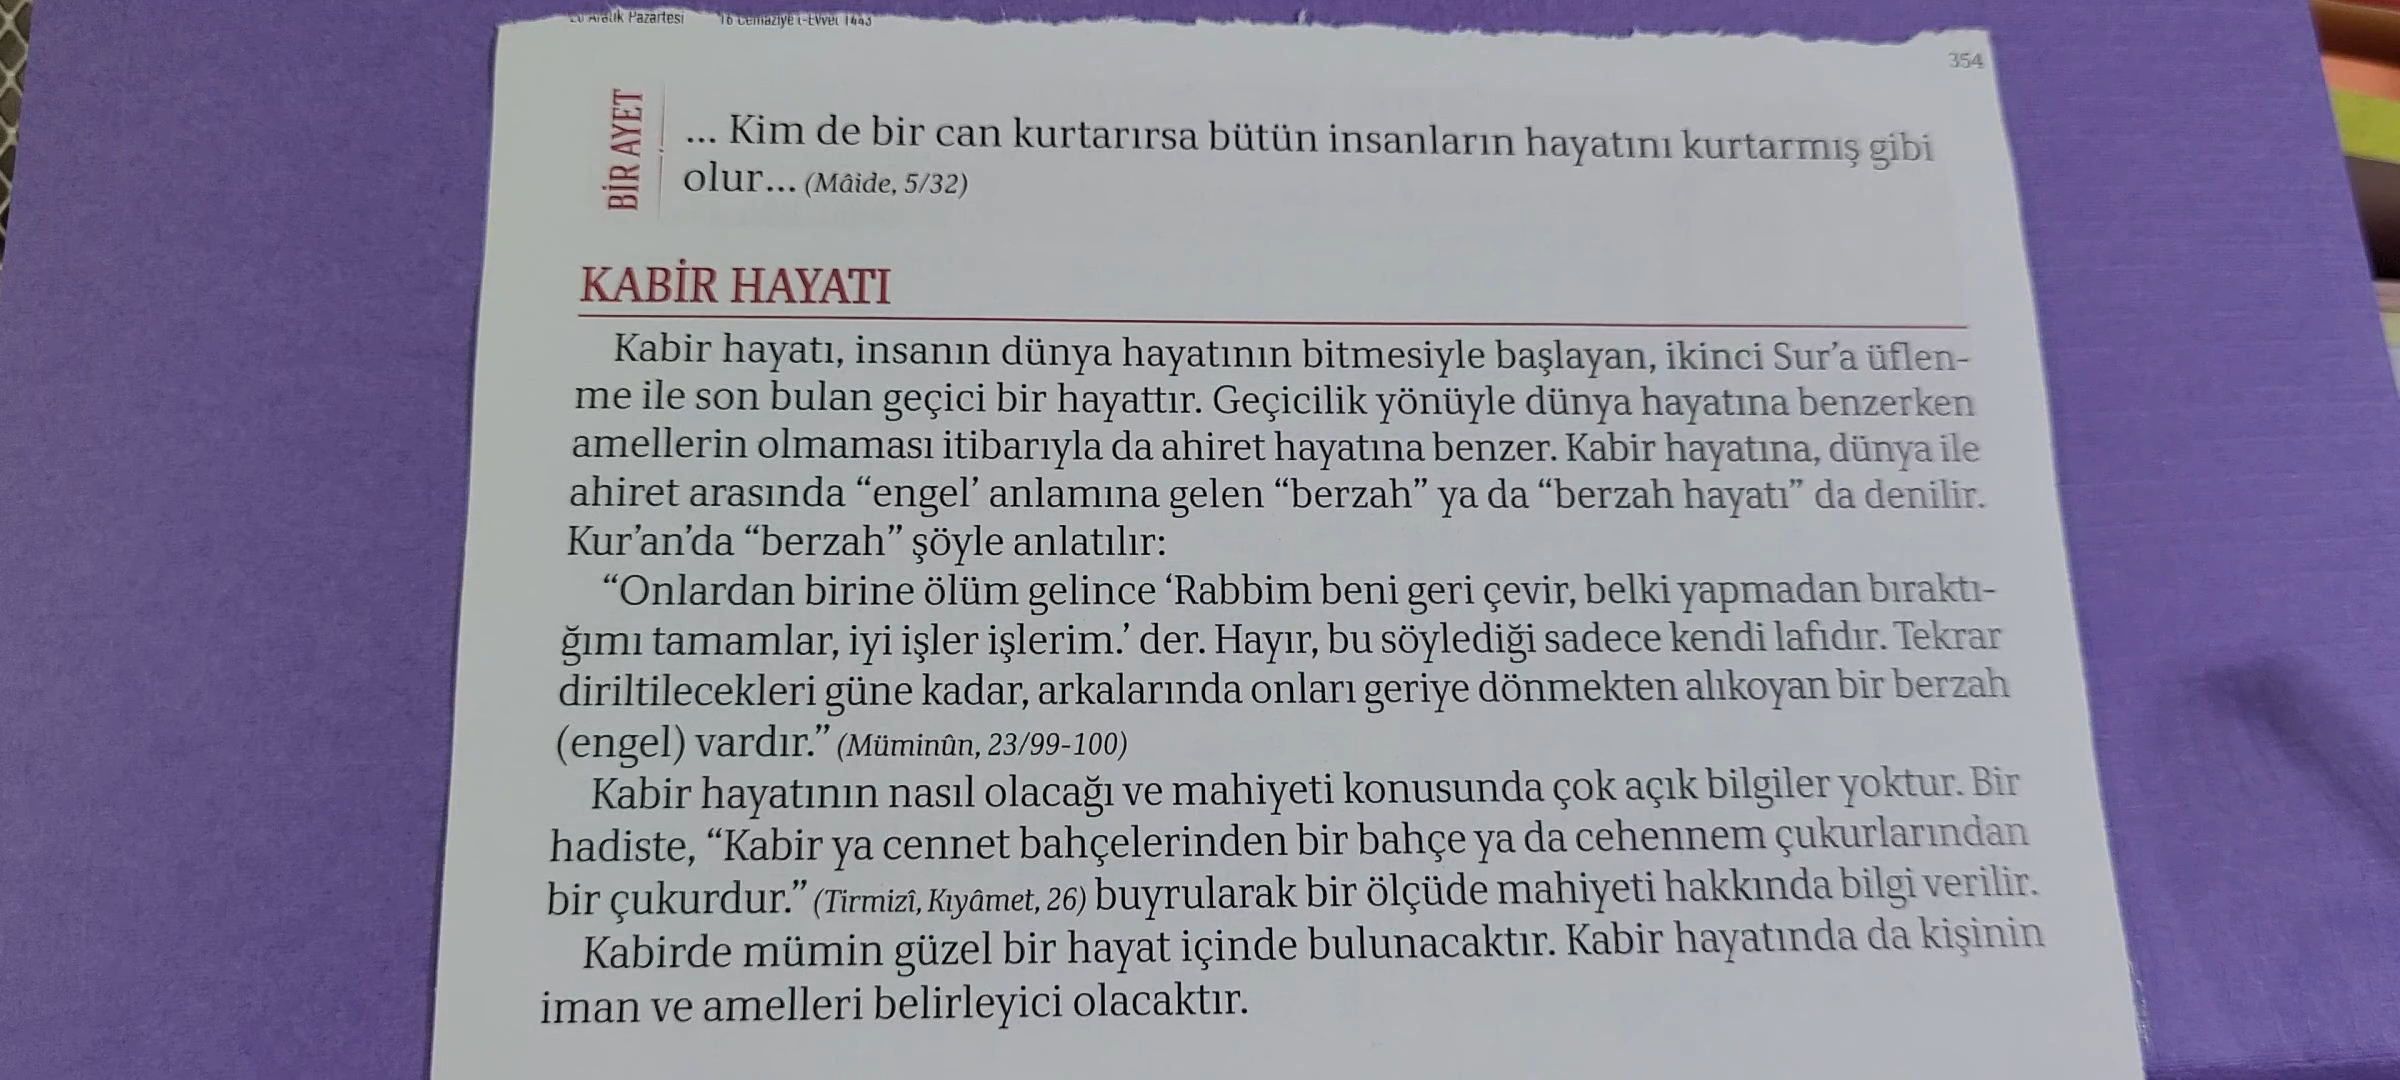 20 Aralık Pazartesi 16 Cemaziye'l-Evvel 1443
354
BİR AYET
... Kim de bir can kurtarırsa bütün insanların hayatını kurtarmış gibi
olur... (Mâide, 5/32)
KABİR HAYATI
Kabir hayatı, insanın dünya hayatının bitmesiyle başlayan, ikinci Sur’a üflen-
me ile son bulan geçici bir hayattır. Geçicilik yönüyle dünya hayatına benzerken
amellerin olmaması itibarıyla da ahiret hayatına benzer. Kabir hayatına, dünya ile
ahiret arasında “engel’ anlamına gelen “berzah” ya da “berzah hayatı” da denilir.
Kur’an’da “berzah” şöyle anlatılır:
“Onlardan birine ölüm gelince ‘Rabbim beni geri çevir, belki yapmadan bıraktı-
ğımı tamamlar, iyi işler işlerim.’ der. Hayır, bu söylediği sadece kendi lafıdır. Tekrar
diriltilecekleri güne kadar, arkalarında onları geriye dönmekten alıkoyan bir berzah
(engel) vardır.” (Müminûn, 23/99-100)
Kabir hayatının nasıl olacağı ve mahiyeti konusunda çok açık bilgiler yoktur. Bir
hadiste, “Kabir ya cennet bahçelerinden bir bahçe ya da cehennem çukurlarından
bir çukurdur.” (Tirmizî, Kıyâmet, 26) buyrularak bir ölçüde mahiyeti hakkında bilgi verilir.
Kabirde mümin güzel bir hayat içinde bulunacaktır. Kabir hayatında da kişinin
iman ve amelleri belirleyici olacaktır.